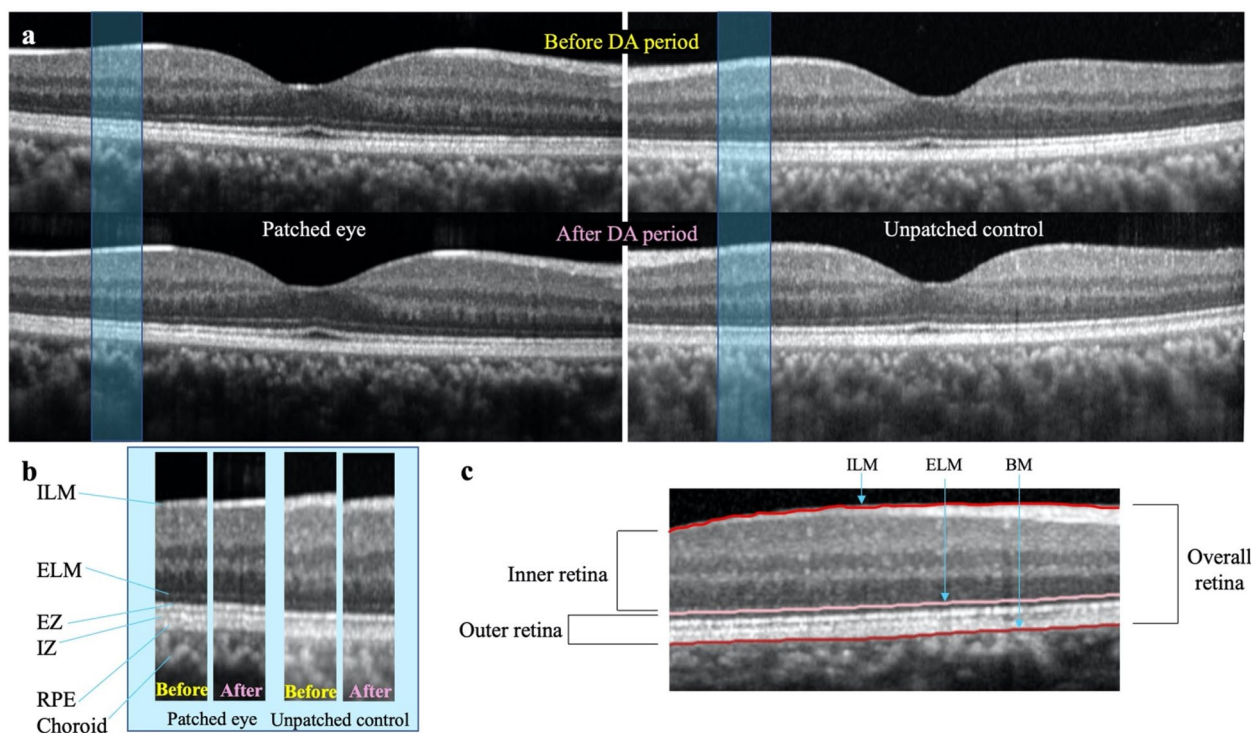 a
Before DA period
Patched eye
After DA period
Unpatched control
b
ILM
ELM
EZ
IZ
RPE
Choroid
Before
After
Before
After
Patched eye
Unpatched control
c
ILM
ELM
BM
Inner retina
Outer retina
Overall
retina